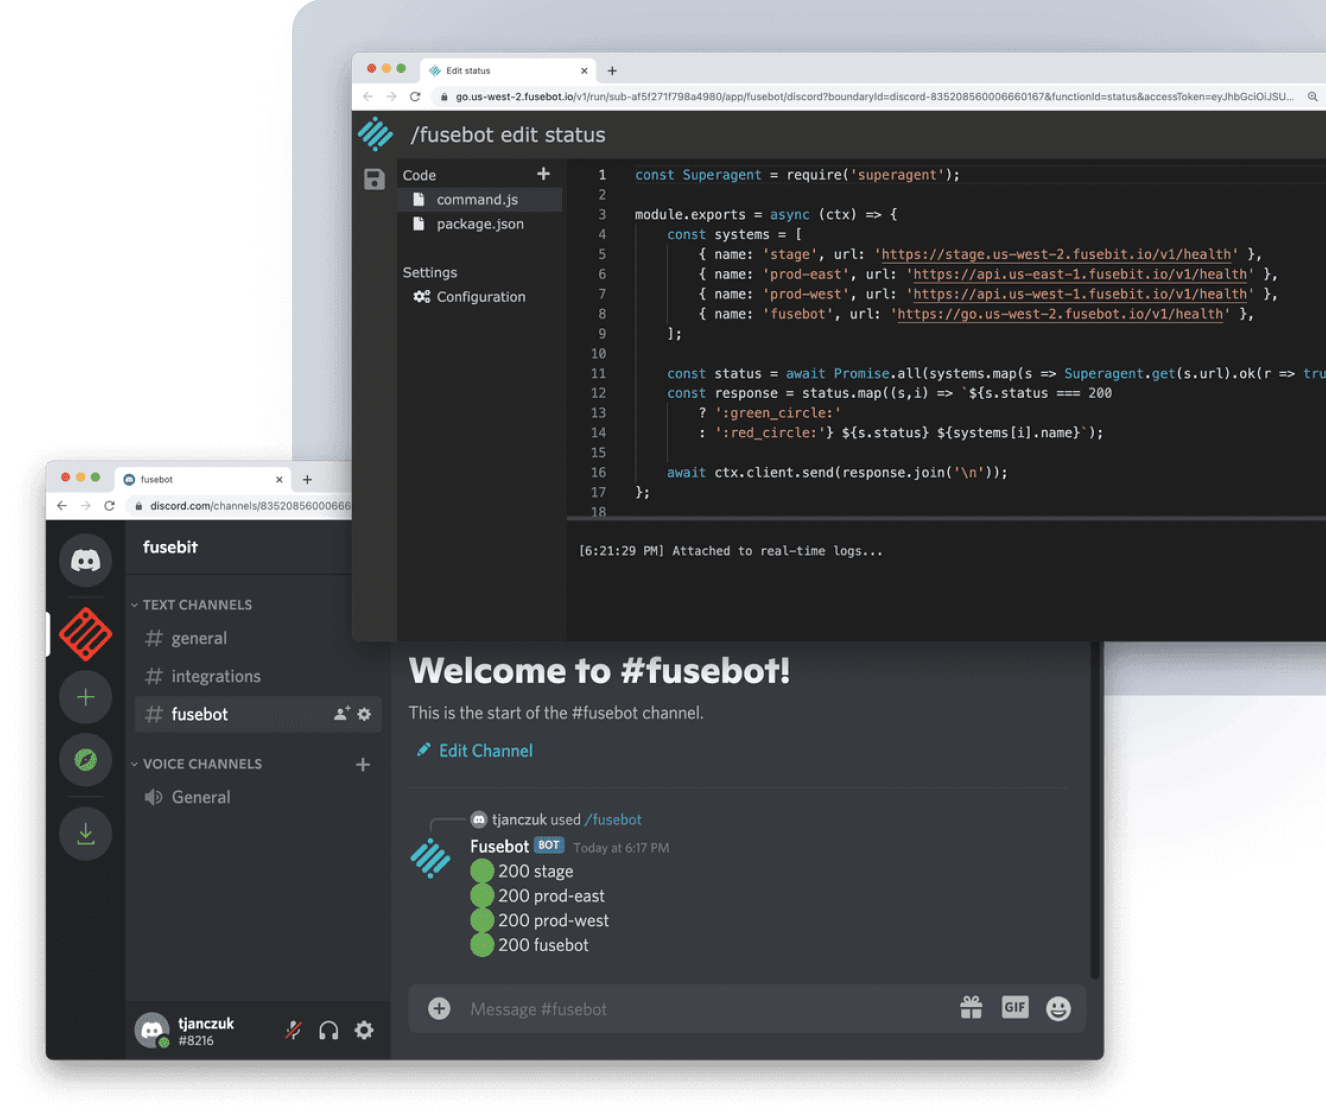 Edit status
go.us-west-2.fusebot.io/v1/run/sub-af5f271f798a4980/app/fusebot/discord?boundaryId=discord-835208560006660167&functionId=status&accessToken=eyJhbGciOiJSU...
/fusebot edit status
Code
command.js
package.json
Settings
Configuration
1 const Superagent = require('superagent');
2
3 module.exports = async (ctx) => {
4 const systems = [
5 { name: 'stage', url: 'https://stage.us-west-2.fusebit.io/v1/health' },
6 { name: 'prod-east', url: 'https://api.us-east-1.fusebit.io/v1/health' },
7 { name: 'prod-west', url: 'https://api.us-west-1.fusebit.io/v1/health' },
8 { name: 'fusebot', url: 'https://go.us-west-2.fusebot.io/v1/health' },
9 ];
10
11 const status = await Promise.all(systems.map(s => Superagent.get(s.url).ok(r => tru
12 const response = status.map((s,i) => `${s.status === 200
13 ? ':green_circle:'
14 : ':red_circle:'} ${s.status} ${systems[i].name}`);
15
16 await ctx.client.send(response.join('\n'));
17 };
18
[6:21:29 PM] Attached to real-time logs...
fusebot
discord.com/channels/83520856000666
fusebit
TEXT CHANNELS
# general
# integrations
# fusebot
VOICE CHANNELS
General
tjanczuk
#8216
Welcome to #fusebot!
This is the start of the #fusebot channel.
Edit Channel
tjanczuk used /fusebot
Fusebot BOT Today at 6:17 PM
200 stage
200 prod-east
200 prod-west
200 fusebot
Message #fusebot
GIF